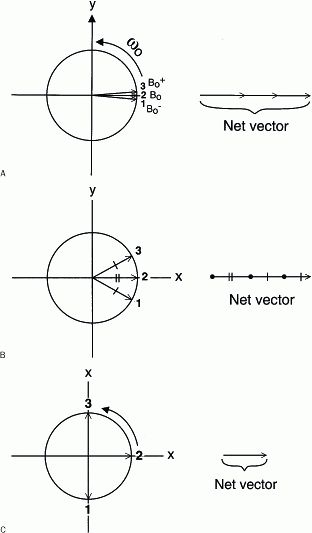 y
ω₀
3 B₀⁺
2 B₀
1 B₀⁻
Net vector
A
y
3
2 x
1
Net vector
B
x
3
2 x
1
Net vector
C